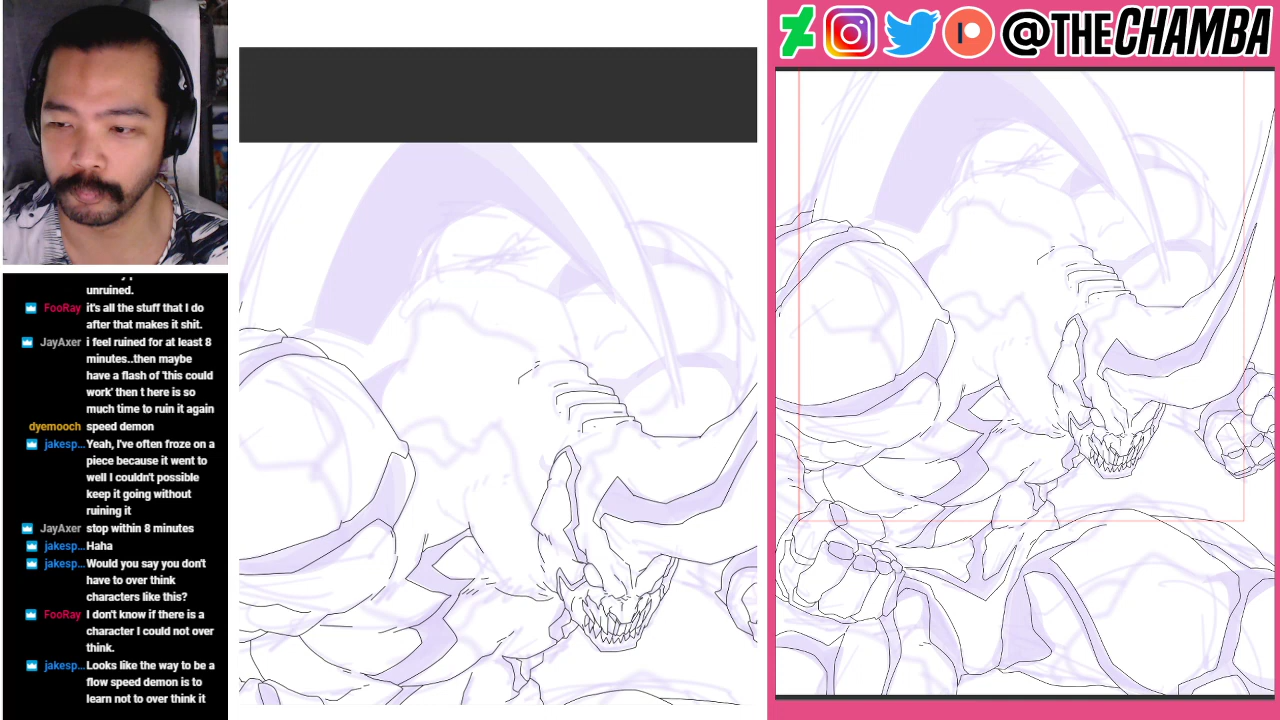 @THECHAMBA
unruined.
FooRay it's all the stuff that I do
after that makes it shit.
JayAxer i feel ruined for at least 8
minutes..then maybe
have a flash of 'this could
work' then t here is so
much time to ruin it again
dyemooch speed demon
jakesp... Yeah, I've often froze on a
piece because it went to
well I couldn't possible
keep it going without
ruining it
JayAxer stop within 8 minutes
jakesp... Haha
jakesp... Would you say you don't
have to over think
characters like this?
FooRay I don't know if there is a
character I could not over
think.
jakesp... Looks like the way to be a
flow speed demon is to
learn not to over think it